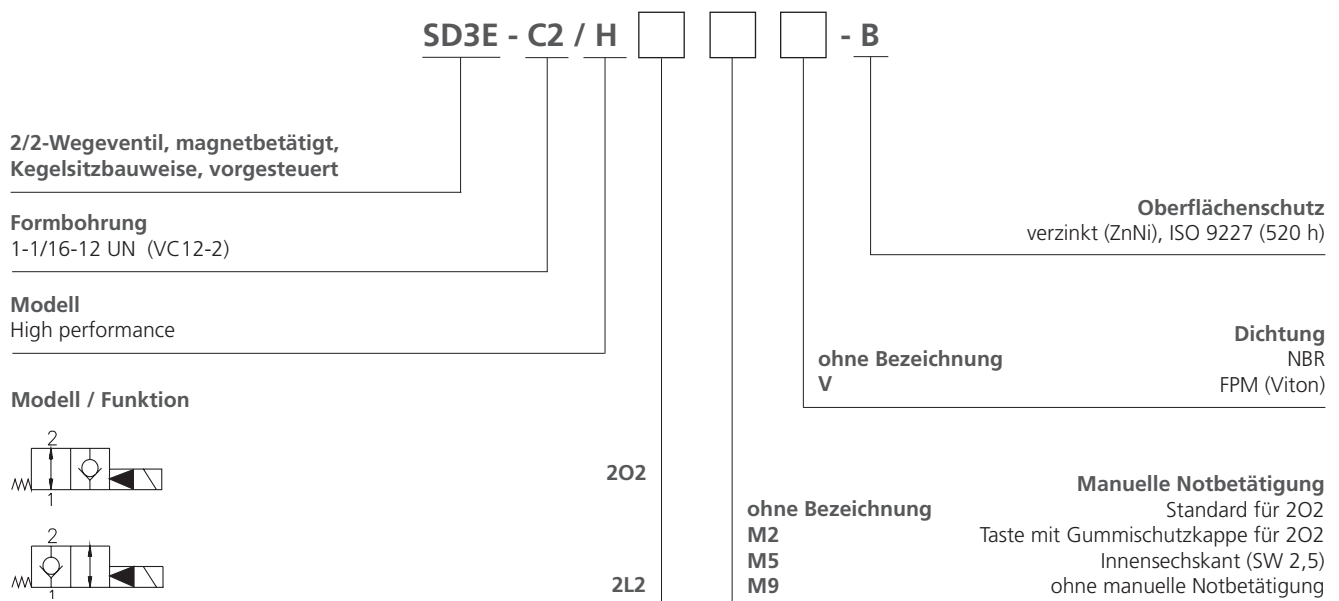 SD3E - C2 / H - B
2/2-Wegeventil, magnetbetätigt,
Kegelsitzbauweise, vorgesteuert
Formbohrung
1-1/16-12 UN (VC12-2)
Modell
High performance
Modell / Funktion
2
1
2O2
2
1
2L2
Oberflächenschutz
verzinkt (ZnNi), ISO 9227 (520 h)
Dichtung
ohne Bezeichnung NBR
V FPM (Viton)
Manuelle Notbetätigung
ohne Bezeichnung Standard für 2O2
M2 Taste mit Gummischutzkappe für 2O2
M5 Innensechskant (SW 2,5)
M9 ohne manuelle Notbetätigung